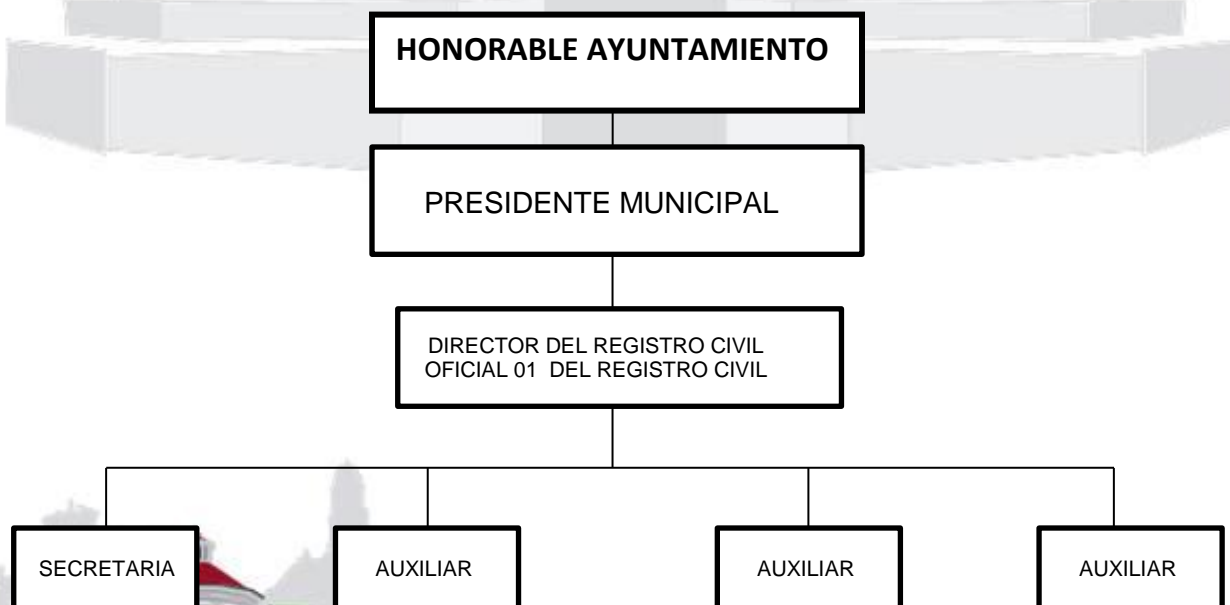 HONORABLE AYUNTAMIENTO
PRESIDENTE MUNICIPAL
DIRECTOR DEL REGISTRO CIVIL
OFICIAL 01 DEL REGISTRO CIVIL
SECRETARIA
AUXILIAR
AUXILIAR
AUXILIAR